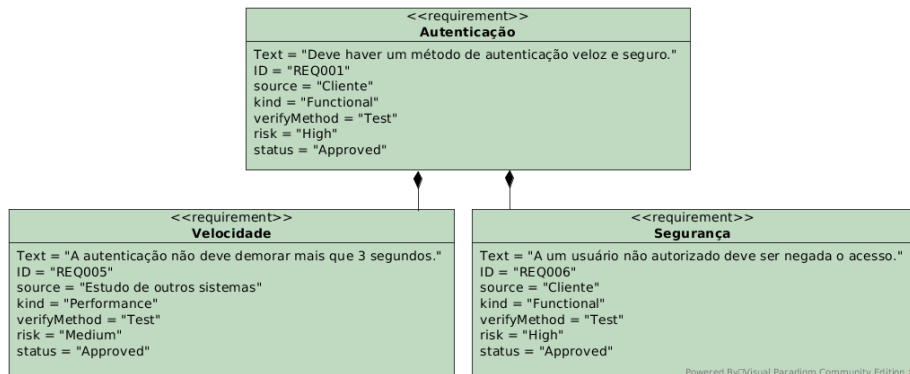 <<requirement>>
Autenticação
Text = "Deve haver um método de autenticação veloz e seguro."
ID = "REQ001"
source = "Cliente"
kind = "Functional"
verifyMethod = "Test"
risk = "High"
status = "Approved"
<<requirement>>
Velocidade
Text = "A autenticação não deve demorar mais que 3 segundos."
ID = "REQ005"
source = "Estudo de outros sistemas"
kind = "Performance"
verifyMethod = "Test"
risk = "Medium"
status = "Approved"
<<requirement>>
Segurança
Text = "A um usuário não autorizado deve ser negada o acesso."
ID = "REQ006"
source = "Cliente"
kind = "Functional"
verifyMethod = "Test"
risk = "High"
status = "Approved"
Powered By Visual Paradigm Community Edition